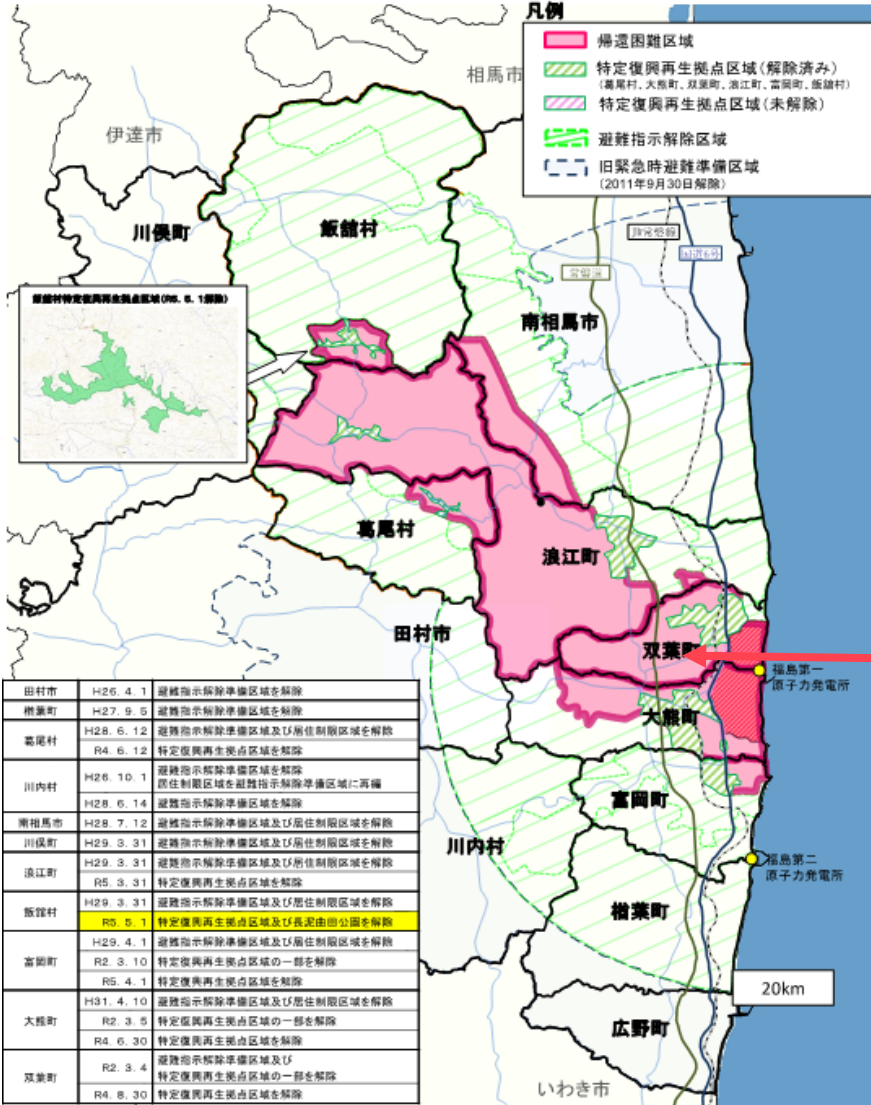 凡例
帰還困難区域
特定復興再生拠点区域(解除済み)
(葛尾村、大熊町、双葉町、浪江町、富岡町、飯舘村)
特定復興再生拠点区域(未解除)
避難指示解除区域
旧緊急時避難準備区域
(2011年9月30日解除)
相馬市
伊達市
川俣町
飯舘村
JR常磐線
国道6号
常磐道
飯舘村特定復興再生拠点区域(R5.5.1解除)
南相馬市
葛尾村
浪江町
田村市
双葉町
福島第一
原子力発電所
大熊町
富岡町
川内村
福島第二
原子力発電所
楢葉町
20km
広野町
いわき市
田村市 H26.4.1 避難指示解除準備区域を解除
楢葉町 H27.9.5 避難指示解除準備区域を解除
葛尾村 H28.6.12 避難指示解除準備区域及び居住制限区域を解除
R4.6.12 特定復興再生拠点区域を解除
川内村 H26.10.1 避難指示解除準備区域を解除
居住制限区域を避難指示解除準備区域に再編
H28.6.14 避難指示解除準備区域を解除
南相馬市 H28.7.12 避難指示解除準備区域及び居住制限区域を解除
川俣町 H29.3.31 避難指示解除準備区域及び居住制限区域を解除
浪江町 H29.3.31 避難指示解除準備区域及び居住制限区域を解除
R5.3.31 特定復興再生拠点区域を解除
飯舘村 H29.3.31 避難指示解除準備区域及び居住制限区域を解除
R5.5.1 特定復興再生拠点区域及び長泥曲田公園を解除
富岡町 H29.4.1 避難指示解除準備区域及び居住制限区域を解除
R2.3.10 特定復興再生拠点区域の一部を解除
R5.4.1 特定復興再生拠点区域を解除
大熊町 H31.4.10 避難指示解除準備区域及び居住制限区域を解除
R2.3.5 特定復興再生拠点区域の一部を解除
R4.6.30 特定復興再生拠点区域を解除
双葉町 R2.3.4 避難指示解除準備区域及び
特定復興再生拠点区域の一部を解除
R4.8.30 特定復興再生拠点区域を解除